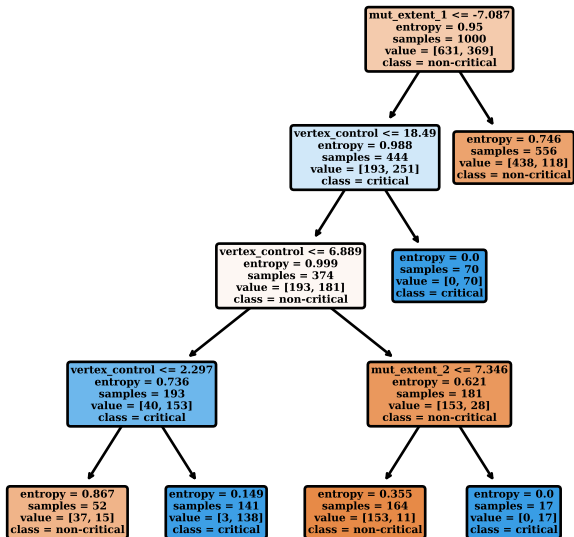 mut_extent_1 <= -7.087
entropy = 0.95
samples = 1000
value = [631, 369]
class = non-critical
vertex_control <= 18.49
entropy = 0.988
samples = 444
value = [193, 251]
class = critical
entropy = 0.746
samples = 556
value = [438, 118]
class = non-critical
vertex_control <= 6.889
entropy = 0.999
samples = 374
value = [193, 181]
class = non-critical
entropy = 0.0
samples = 70
value = [0, 70]
class = critical
vertex_control <= 2.297
entropy = 0.736
samples = 193
value = [40, 153]
class = critical
mut_extent_2 <= 7.346
entropy = 0.621
samples = 181
value = [153, 28]
class = non-critical
entropy = 0.867
samples = 52
value = [37, 15]
class = non-critical
entropy = 0.149
samples = 141
value = [3, 138]
class = critical
entropy = 0.355
samples = 164
value = [153, 11]
class = non-critical
entropy = 0.0
samples = 17
value = [0, 17]
class = critical